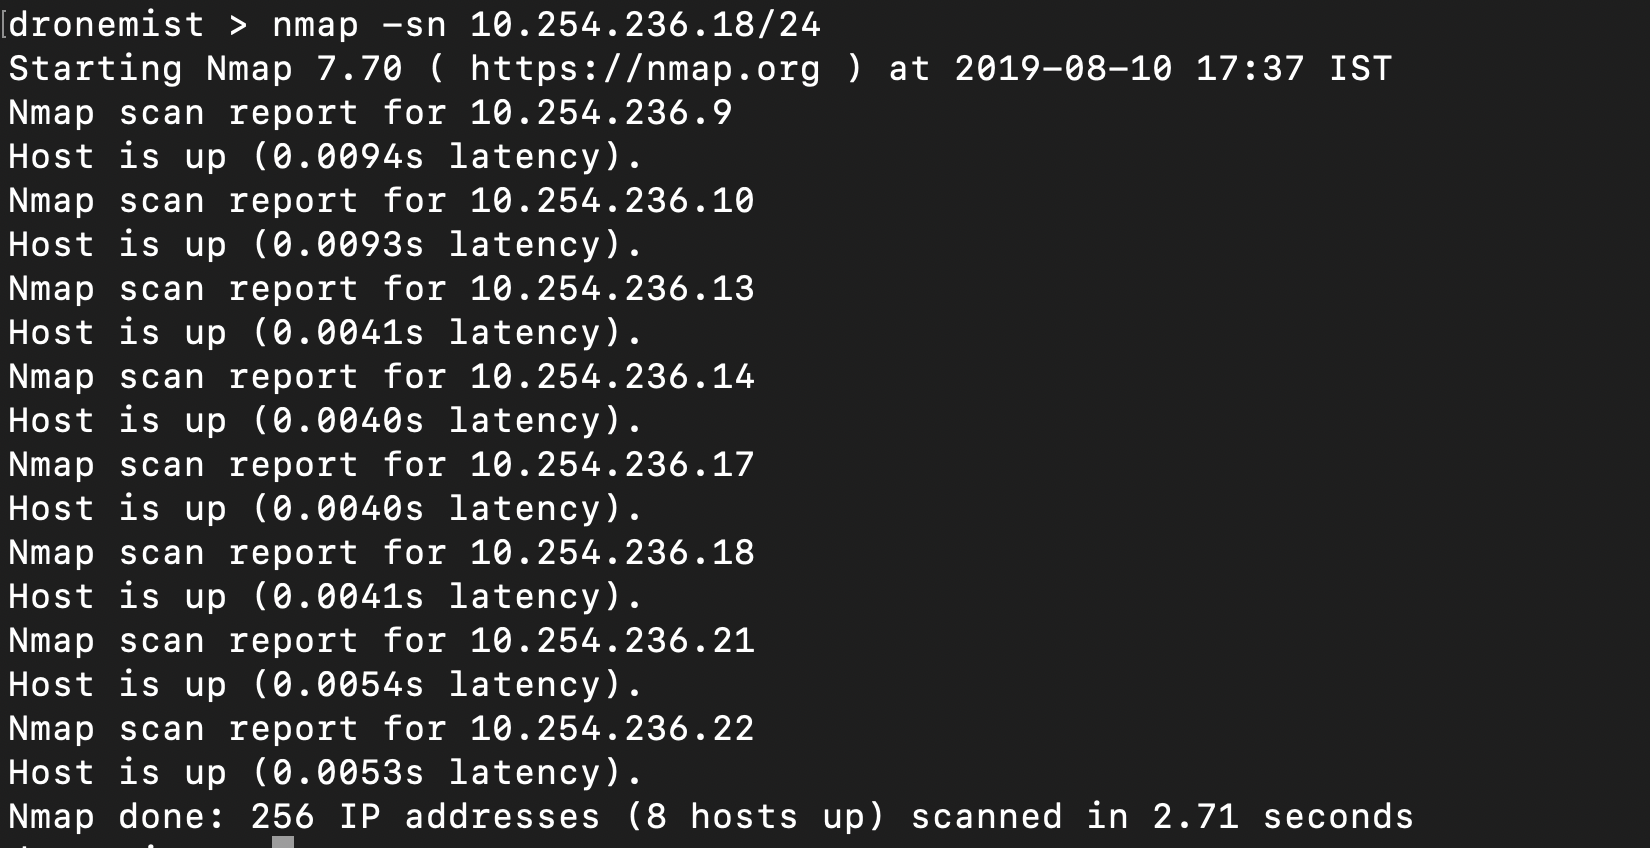 dronemist > nmap -sn 10.254.236.18/24
Starting Nmap 7.70 ( https://nmap.org ) at 2019-08-10 17:37 IST
Nmap scan report for 10.254.236.9
Host is up (0.0094s latency).
Nmap scan report for 10.254.236.10
Host is up (0.0093s latency).
Nmap scan report for 10.254.236.13
Host is up (0.0041s latency).
Nmap scan report for 10.254.236.14
Host is up (0.0040s latency).
Nmap scan report for 10.254.236.17
Host is up (0.0040s latency).
Nmap scan report for 10.254.236.18
Host is up (0.0041s latency).
Nmap scan report for 10.254.236.21
Host is up (0.0054s latency).
Nmap scan report for 10.254.236.22
Host is up (0.0053s latency).
Nmap done: 256 IP addresses (8 hosts up) scanned in 2.71 seconds